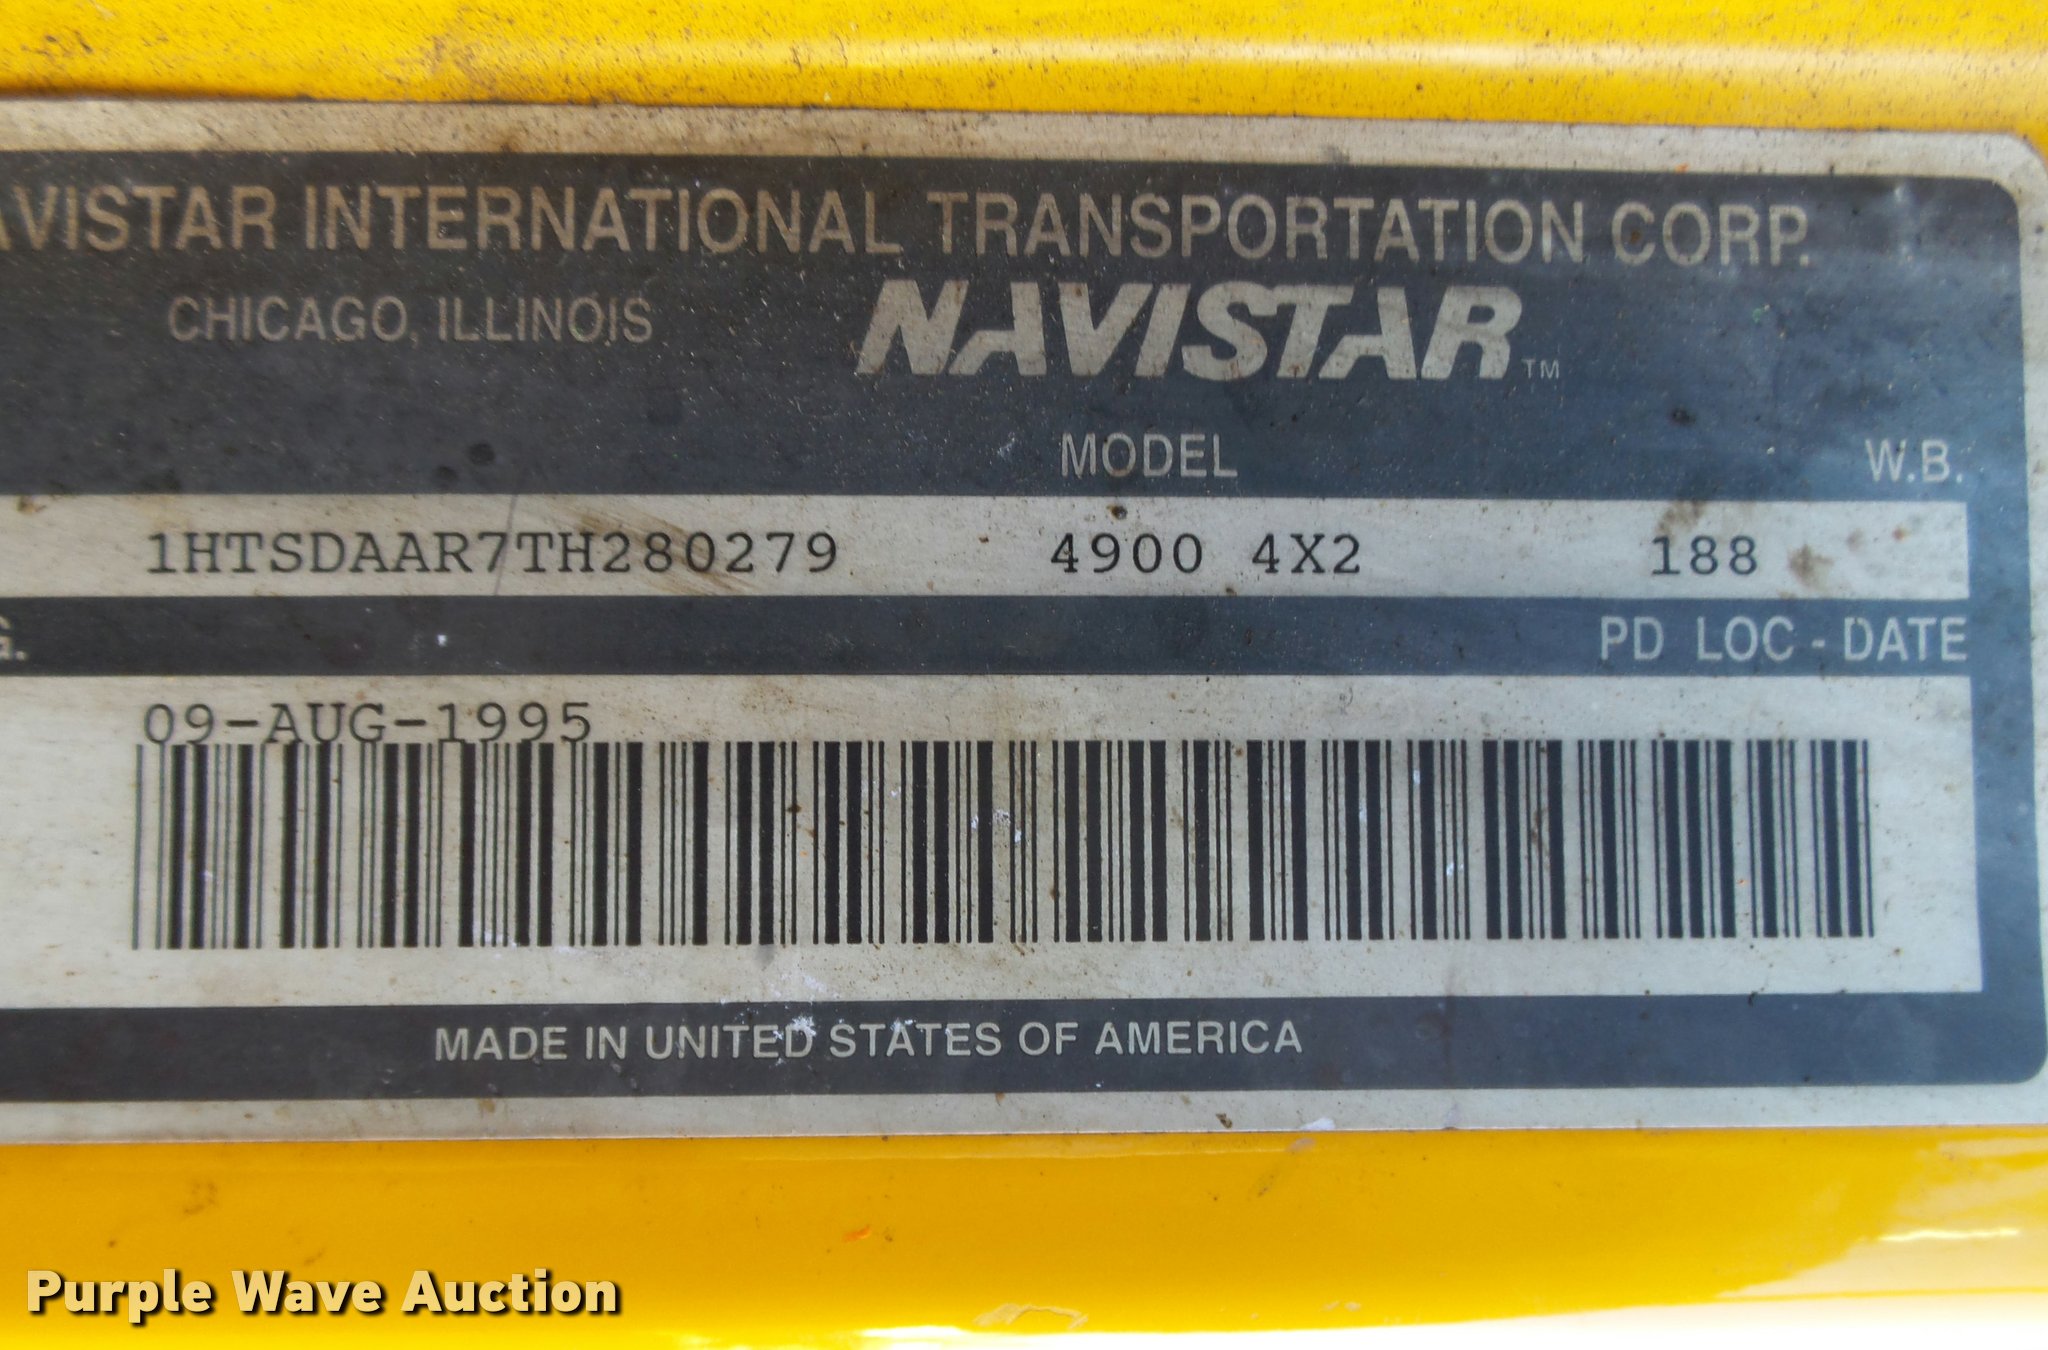 AVISTAR INTERNATIONAL TRANSPORTATION CORP.
CHICAGO, ILLINOIS NAVISTAR™
MODEL W.B.
1HTSDAAR7TH280279 4900 4X2 188
G. PD LOC - DATE
09-AUG-1995
MADE IN UNITED STATES OF AMERICA
Purple Wave Auction